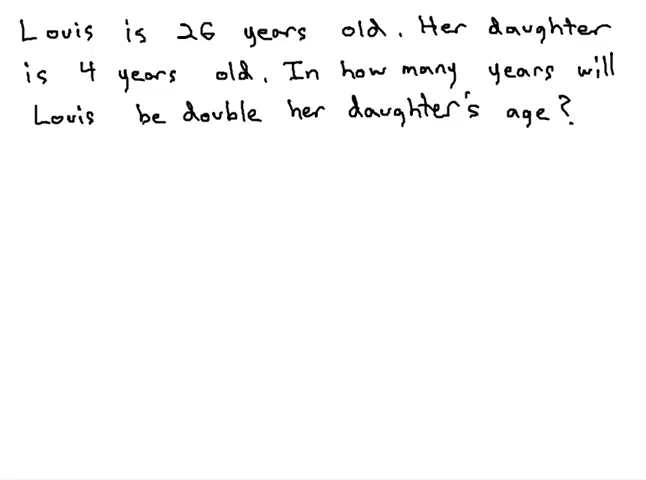 Louis is 26 years old. Her daughter
is 4 years old. In how many years will
Louis be double her daughter's age?